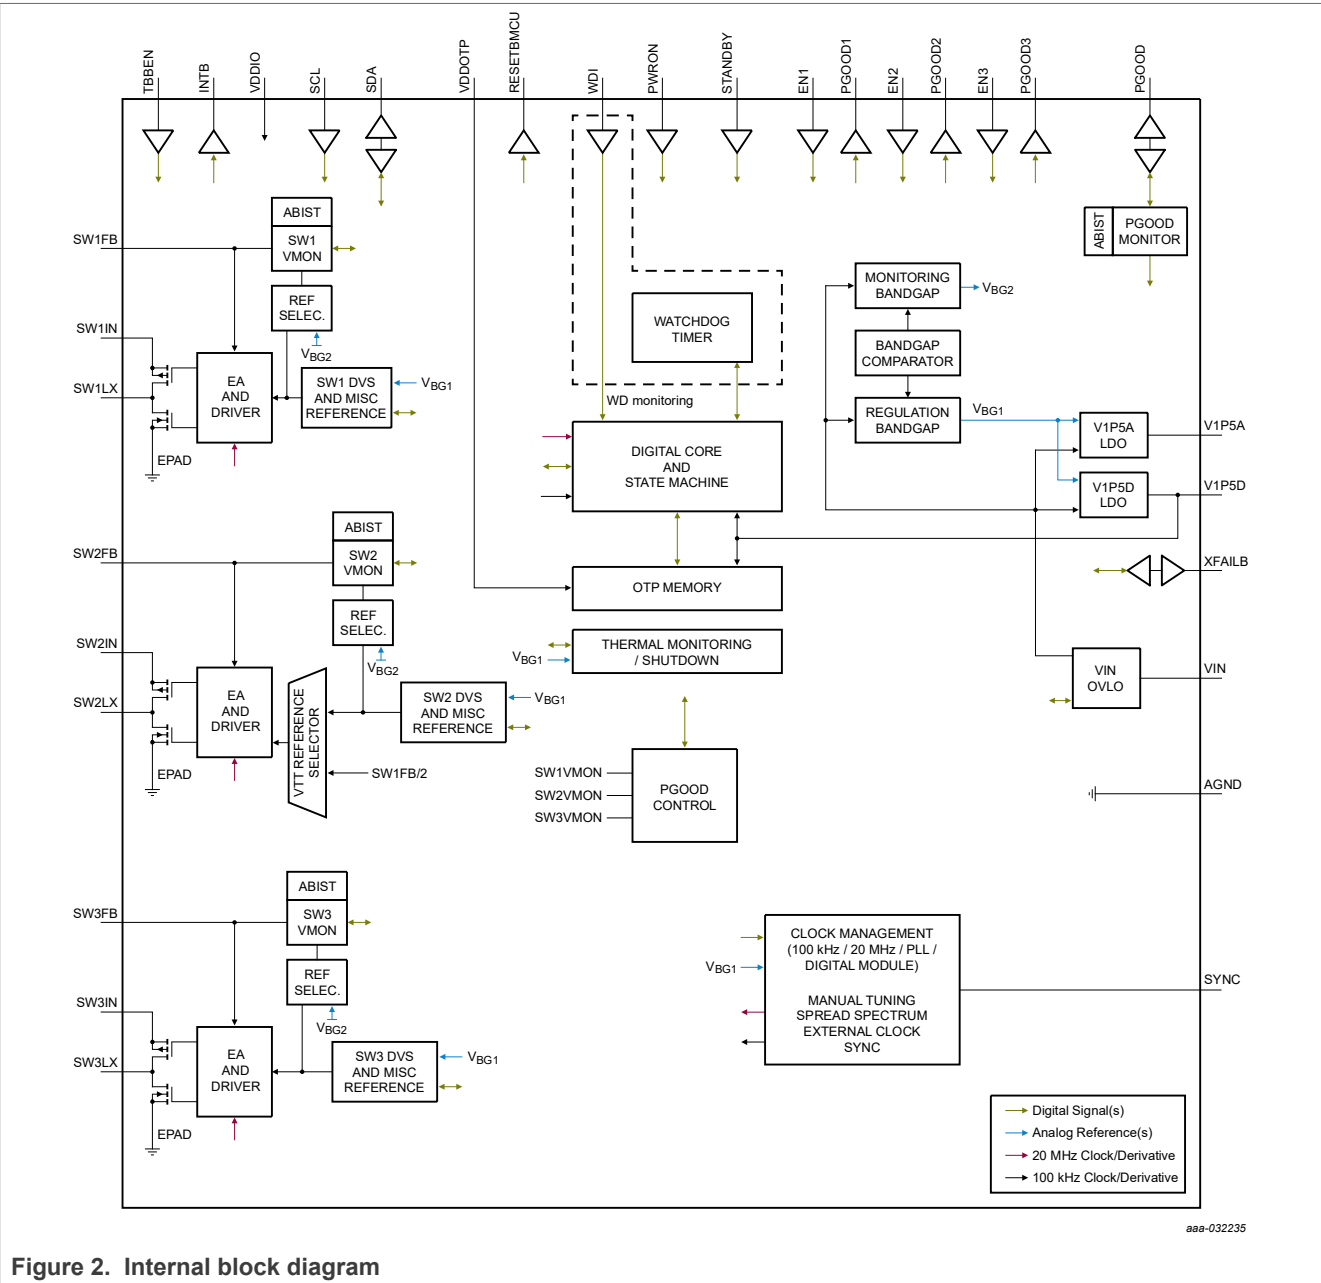 TBBEN
INTB
VDDIO
SCL
SDA
VDDOTP
RESETBMCU
WDI
PWRON
STANDBY
EN1
PGOOD1
EN2
PGOOD2
EN3
PGOOD3
PGOOD
ABIST
SW1
VMON
REF
SELEC.
VBG2
SW1FB
SW1IN
SW1LX
EA
AND
DRIVER
SW1 DVS
AND MISC
REFERENCE
VBG1
EPAD
WATCHDOG
TIMER
WD monitoring
DIGITAL CORE
AND
STATE MACHINE
OTP MEMORY
THERMAL MONITORING
/ SHUTDOWN
VBG1
ABIST
PGOOD
MONITOR
MONITORING
BANDGAP
VBG2
BANDGAP
COMPARATOR
REGULATION
BANDGAP
VBG1
V1P5A
LDO
V1P5A
V1P5D
LDO
V1P5D
XFAILB
VIN
OVLO
VIN
AGND
ABIST
SW2
VMON
REF
SELEC.
VBG2
SW2FB
SW2IN
SW2LX
EA
AND
DRIVER
VTT REFERENCE
SELECTOR
SW2 DVS
AND MISC
REFERENCE
VBG1
SW1FB/2
EPAD
SW1VMON
SW2VMON
SW3VMON
PGOOD
CONTROL
ABIST
SW3
VMON
REF
SELEC.
VBG2
SW3FB
SW3IN
SW3LX
EA
AND
DRIVER
SW3 DVS
AND MISC
REFERENCE
VBG1
EPAD
VBG1
CLOCK MANAGEMENT
(100 kHz / 20 MHz / PLL /
DIGITAL MODULE)
MANUAL TUNING
SPREAD SPECTRUM
EXTERNAL CLOCK
SYNC
SYNC
Digital Signal(s)
Analog Reference(s)
20 MHz Clock/Derivative
100 kHz Clock/Derivative
aaa-032235
Figure 2. Internal block diagram